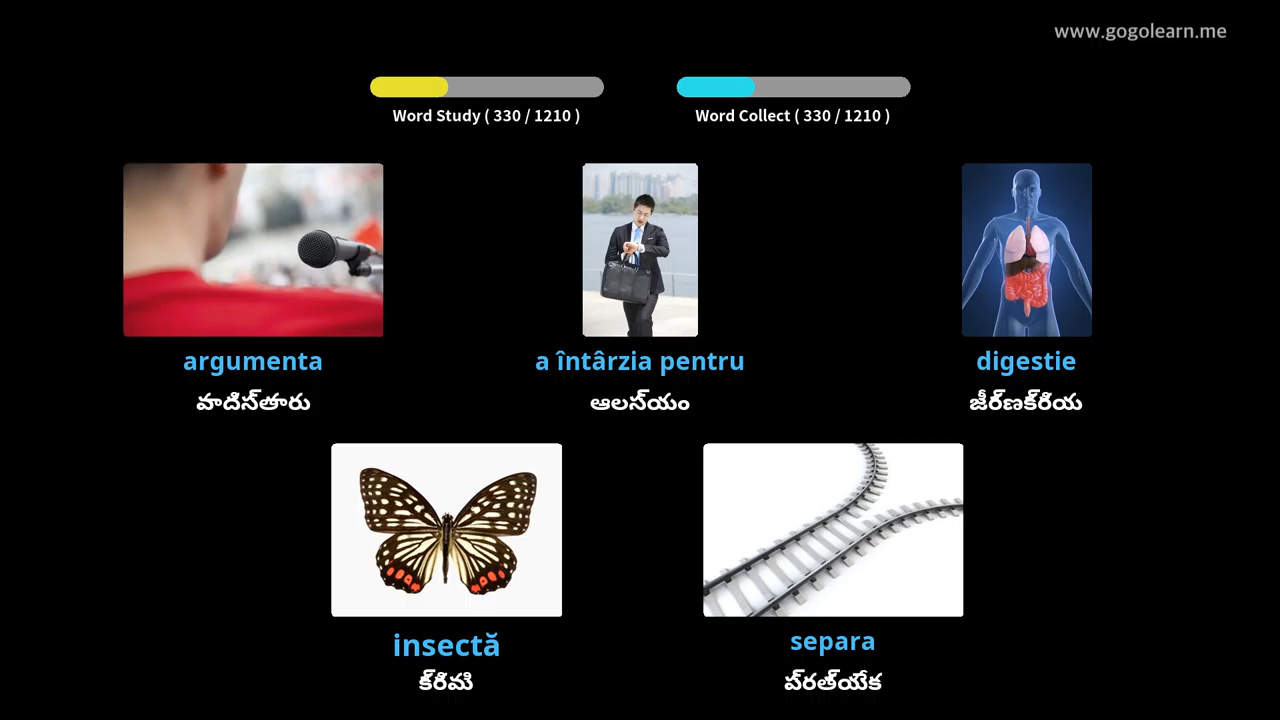 www.gogolearn.me
Word Study ( 330 / 1210 )
Word Collect ( 330 / 1210 )
argumenta
a întârzia pentru
digestie
వాదిస్తారు
ఆలస్యం
జీర్ణక్రియ
insectă
separa
క్రిమి
ప్రత్యేక